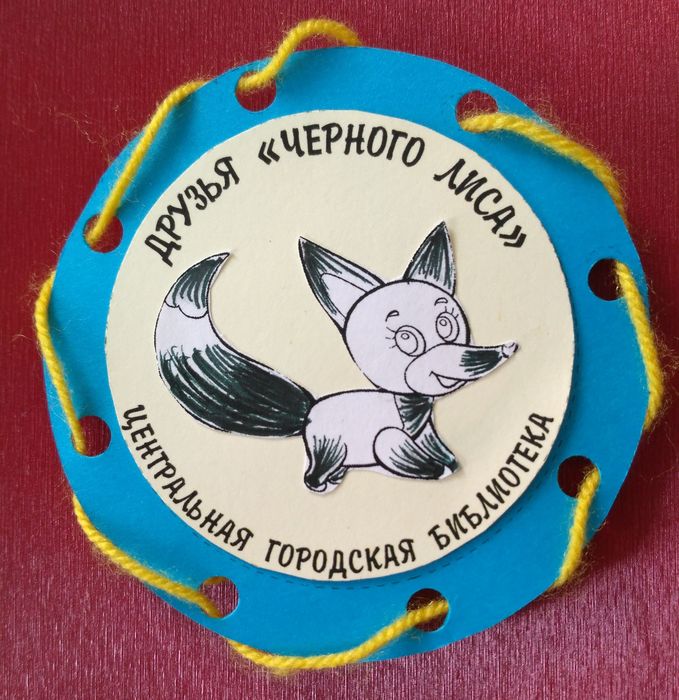 ДРУЗЬЯ «ЧЕРНОГО ЛИСА»
ЦЕНТРАЛЬНАЯ ГОРОДСКАЯ БИБЛИОТЕКА